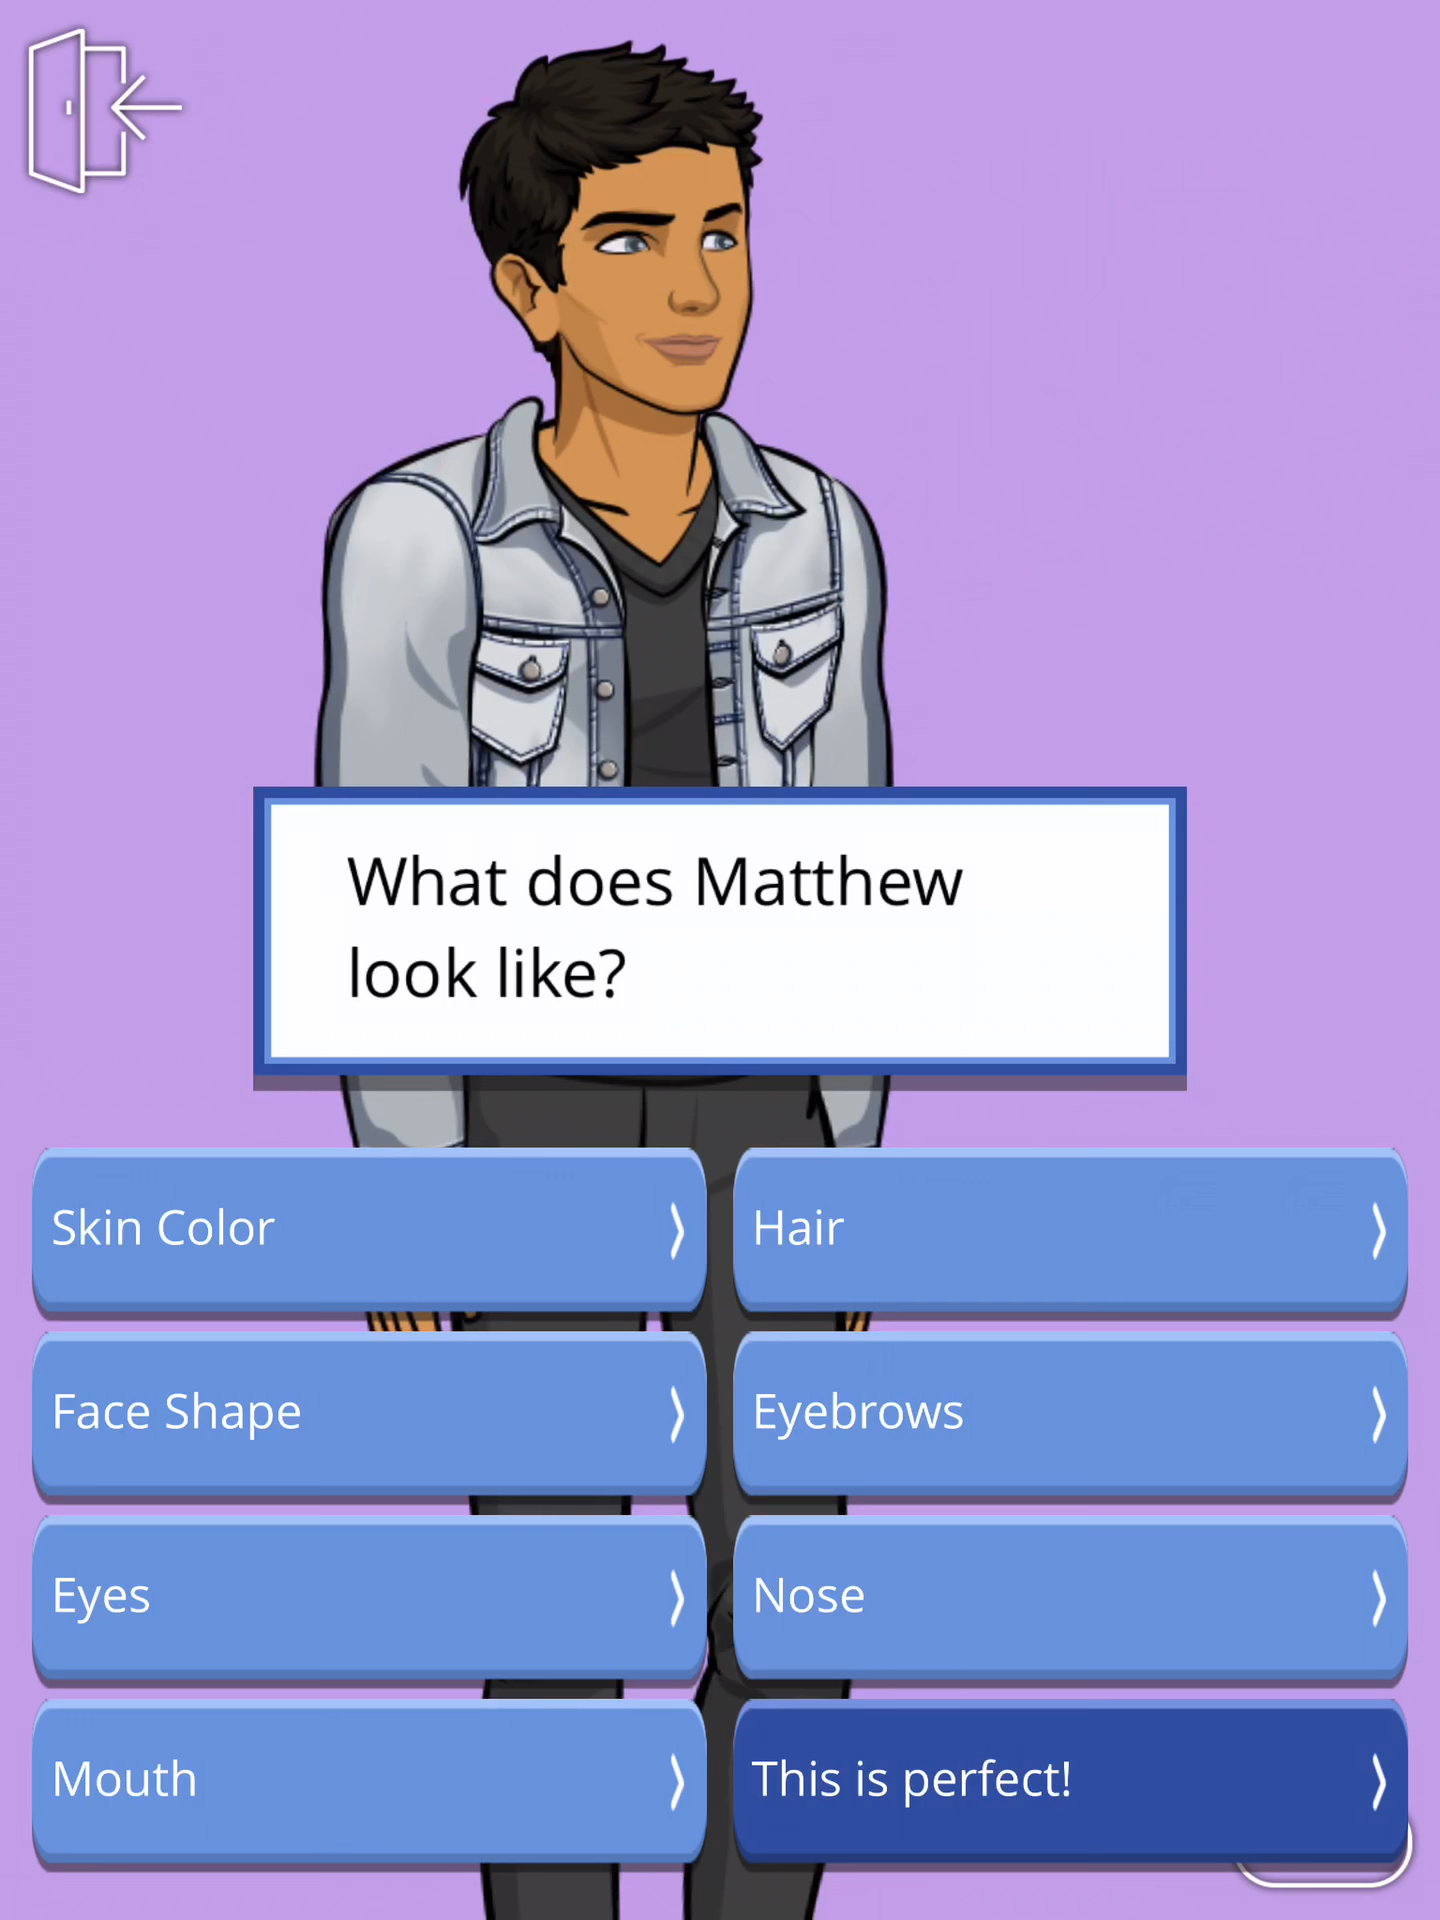 What does Matthew
look like?
Skin Color
Hair
Face Shape
Eyebrows
Eyes
Nose
Mouth
This is perfect!